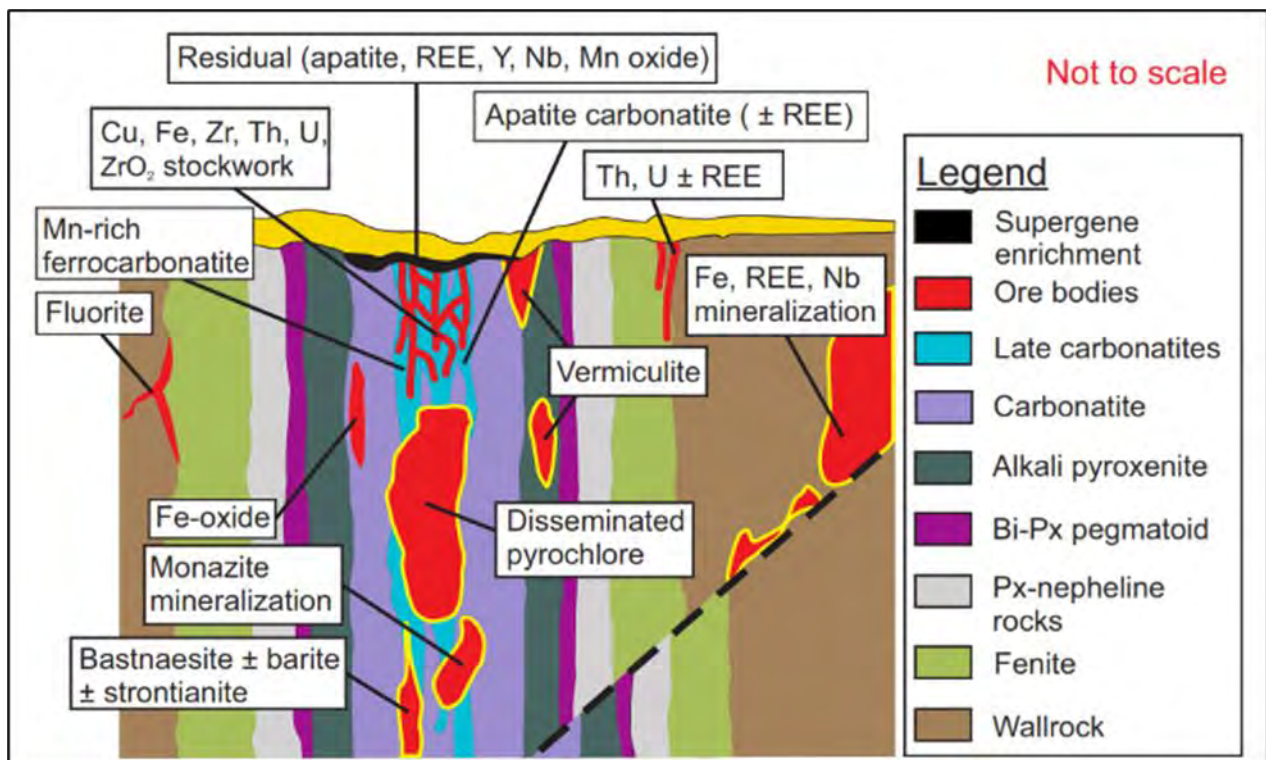 Residual (apatite, REE, Y, Nb, Mn oxide)
Not to scale
Cu, Fe, Zr, Th, U,
ZrO₂ stockwork
Apatite carbonatite ( ± REE)
Th, U ± REE
Mn-rich
ferrocarbonatite
Fluorite
Fe, REE, Nb
mineralization
Vermiculite
Fe-oxide
Disseminated
pyrochlore
Monazite
mineralization
Bastnaesite ± barite
± strontianite
Legend
Supergene
enrichment
Ore bodies
Late carbonatites
Carbonatite
Alkali pyroxenite
Bi-Px pegmatoid
Px-nepheline
rocks
Fenite
Wallrock